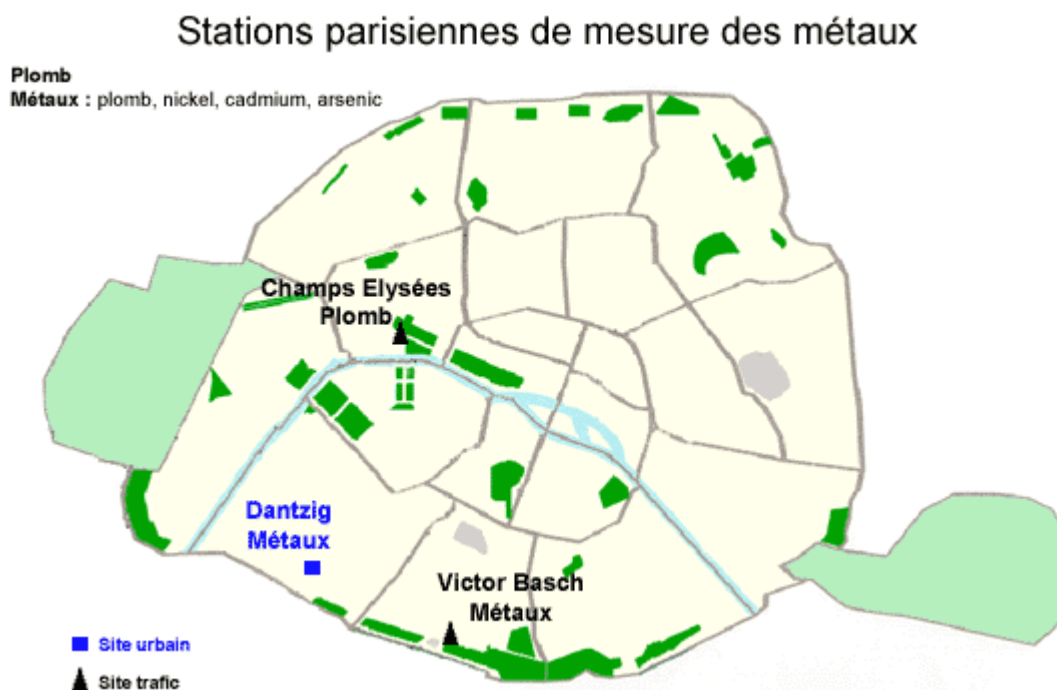 Stations parisiennes de mesure des métaux
Plomb
Métaux : plomb, nickel, cadmium, arsenic
Champs Elysées
Plomb
Dantzig
Métaux
Victor Basch
Métaux
Site urbain
Site trafic